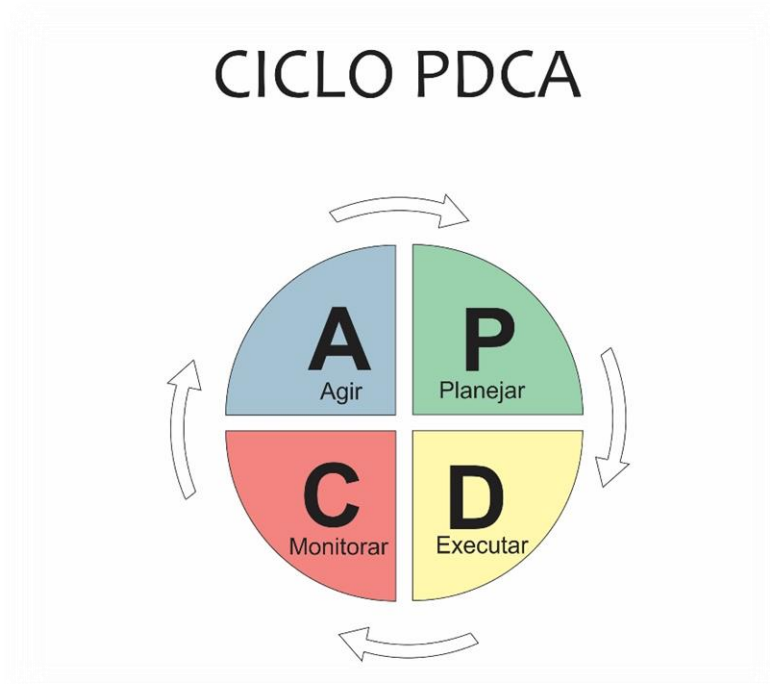 CICLO PDCA
A
Agir
P
Planejar
C
Monitorar
D
Executar